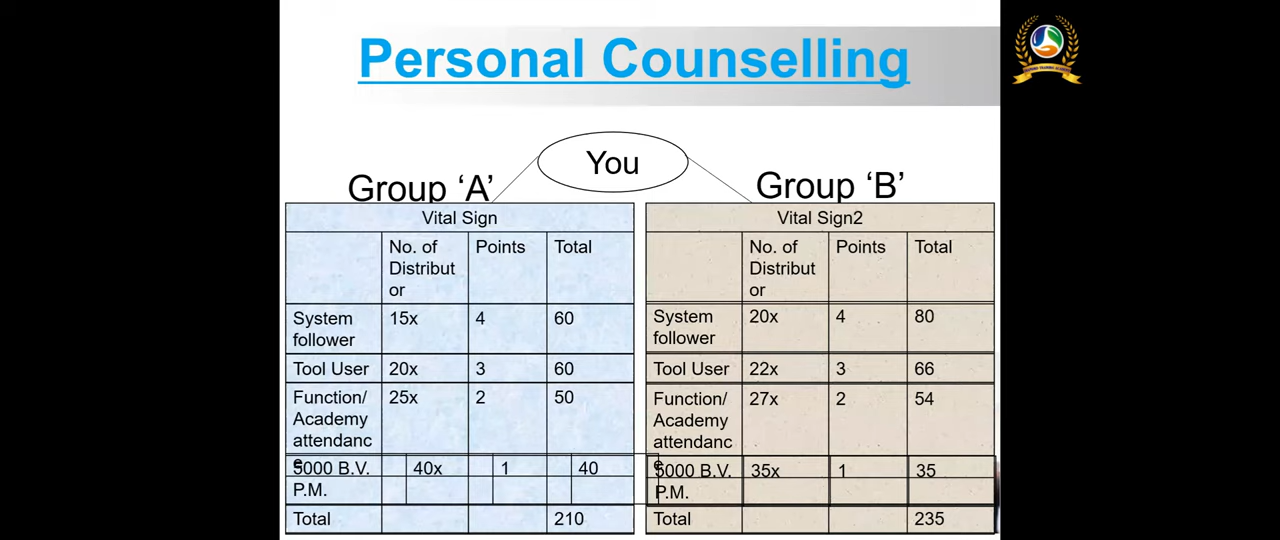 Personal Counselling
You
Group ‘A’
Group ‘B’
Vital Sign
No. of
Distribut
or
Points
Total
System
follower
15x
4
60
Tool User
20x
3
60
Function/
Academy
attendanc
e
25x
2
50
5000 B.V.
P.M.
40x
1
40
Total
210
Vital Sign2
No. of
Distribut
or
Points
Total
System
follower
20x
4
80
Tool User
22x
3
66
Function/
Academy
attendanc
e
27x
2
54
5000 B.V.
P.M.
35x
1
35
Total
235